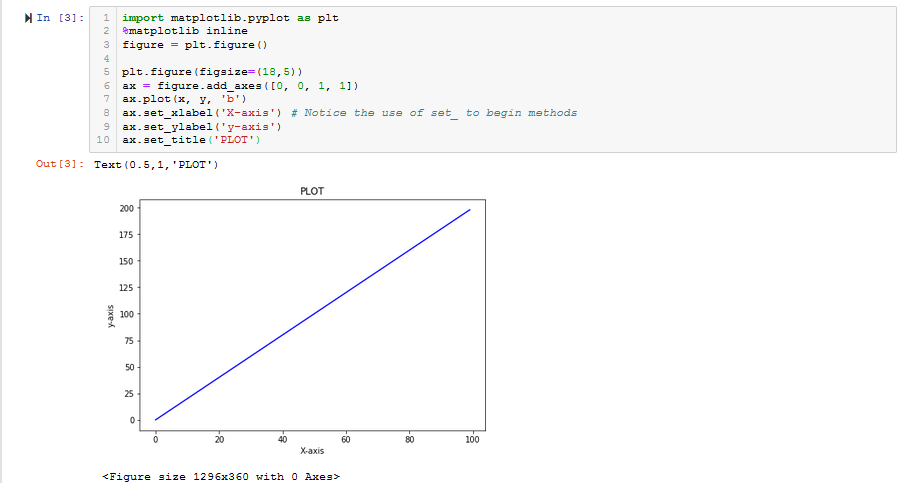 In [3]:
1 import matplotlib.pyplot as plt
2 %matplotlib inline
3 figure = plt.figure()
4
5 plt.figure(figsize=(18,5))
6 ax = figure.add_axes([0, 0, 1, 1])
7 ax.plot(x, y, 'b')
8 ax.set_xlabel('X-axis') # Notice the use of set_ to begin methods
9 ax.set_ylabel('y-axis')
10 ax.set_title('PLOT')
Out[3]: Text(0.5,1,'PLOT')
PLOT
200
175
150
125
100
75
50
25
0
y-axis
0 20 40 60 80 100
X-axis
<Figure size 1296x360 with 0 Axes>